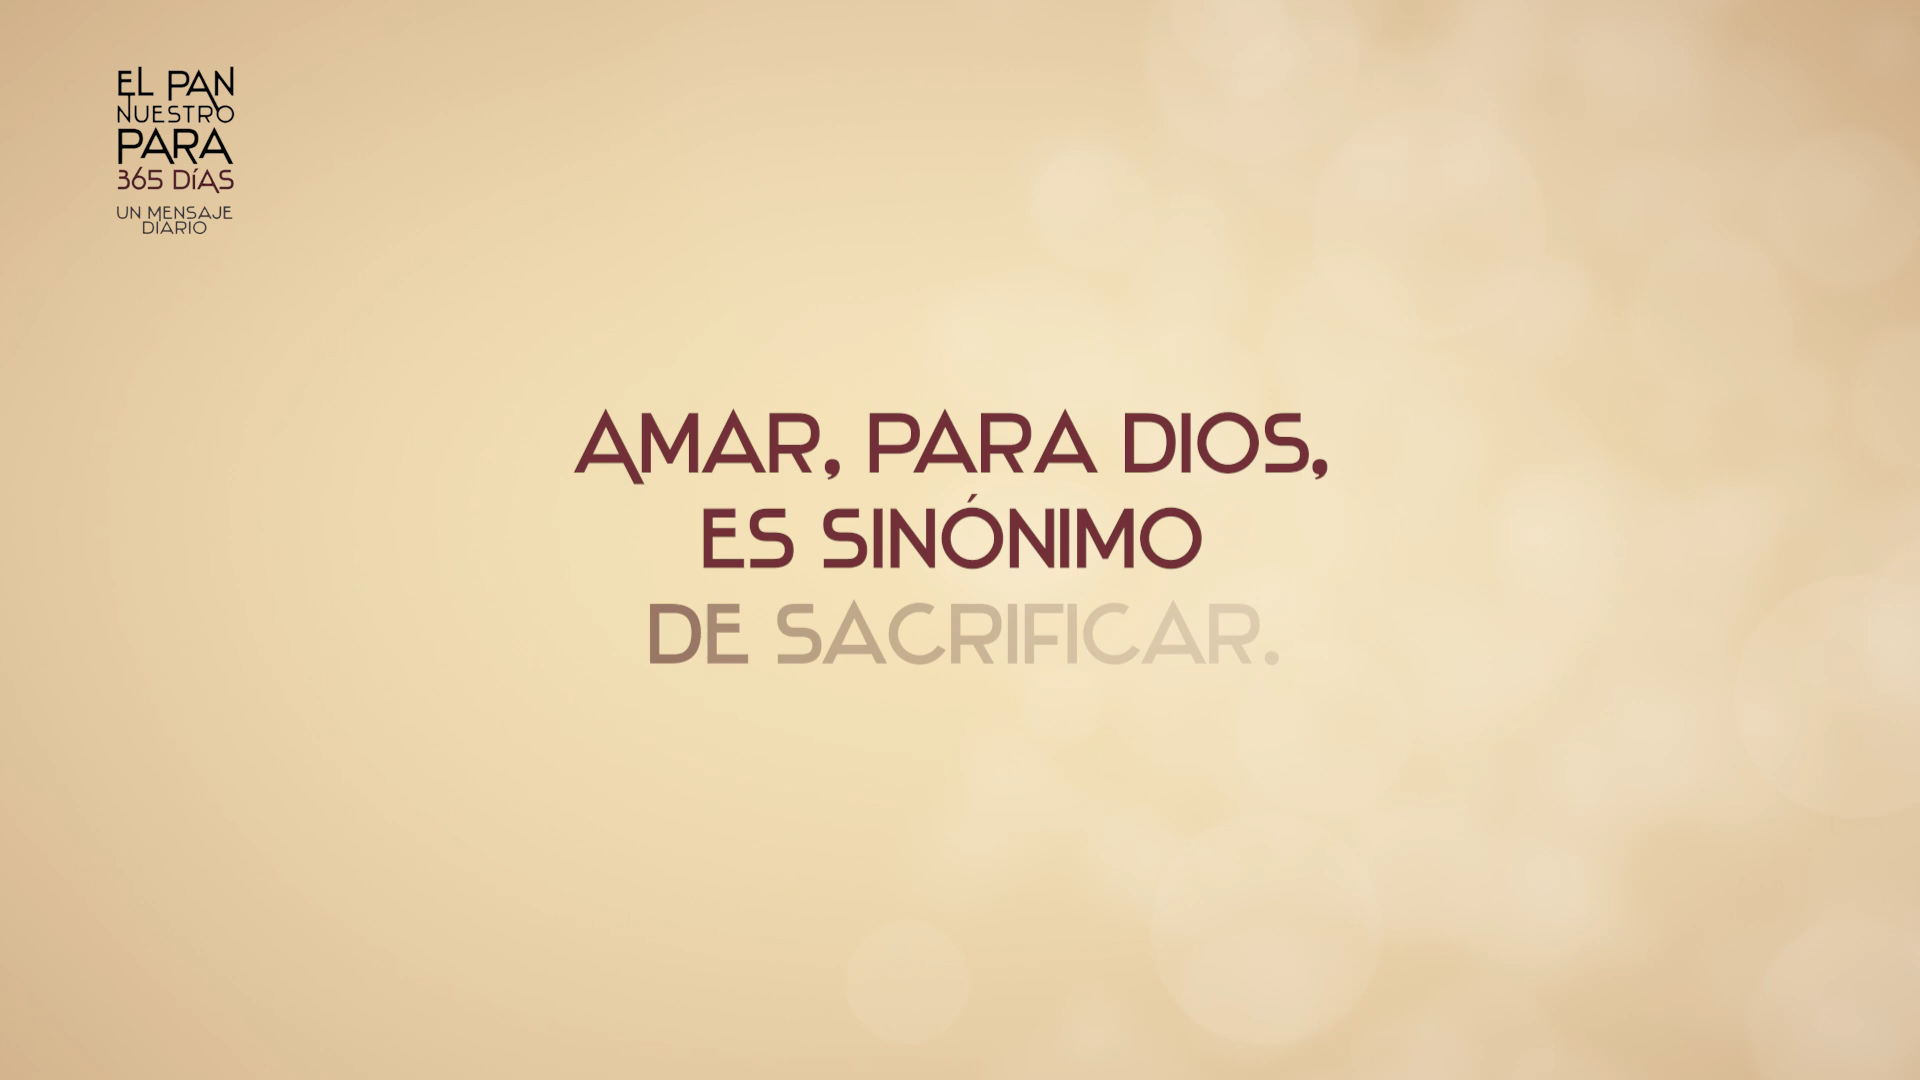 EL PAN
NUESTRO
PARA
365 DÍAS
UN MENSAJE
DIARIO
AMAR, PARA DIOS,
ES SINÓNIMO
DE SACRIFICAR.